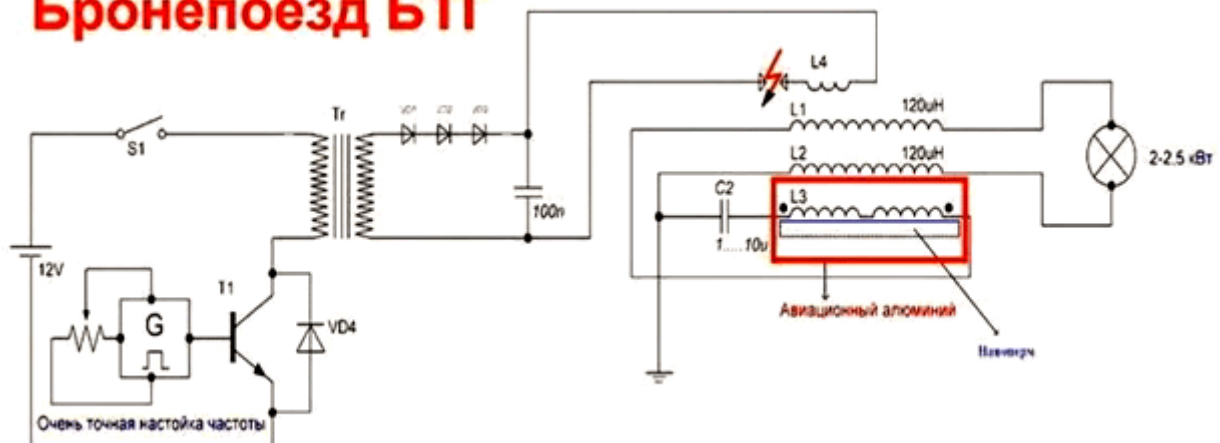 Бронепоезд БТГ
L4
Tr
L1
120uH
S1
L2
120uH
2-2.5 кВт
C2
L3
100n
1.....10u
12V
T1
Авиационный алюминий
G
VD4
Очень точная настойка частоты